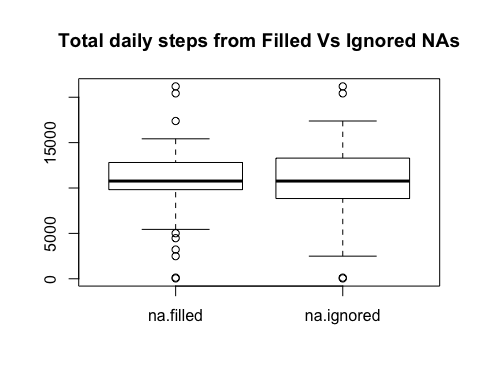 Total daily steps from Filled Vs Ignored NAs
15000
5000
0
na.filled
na.ignored